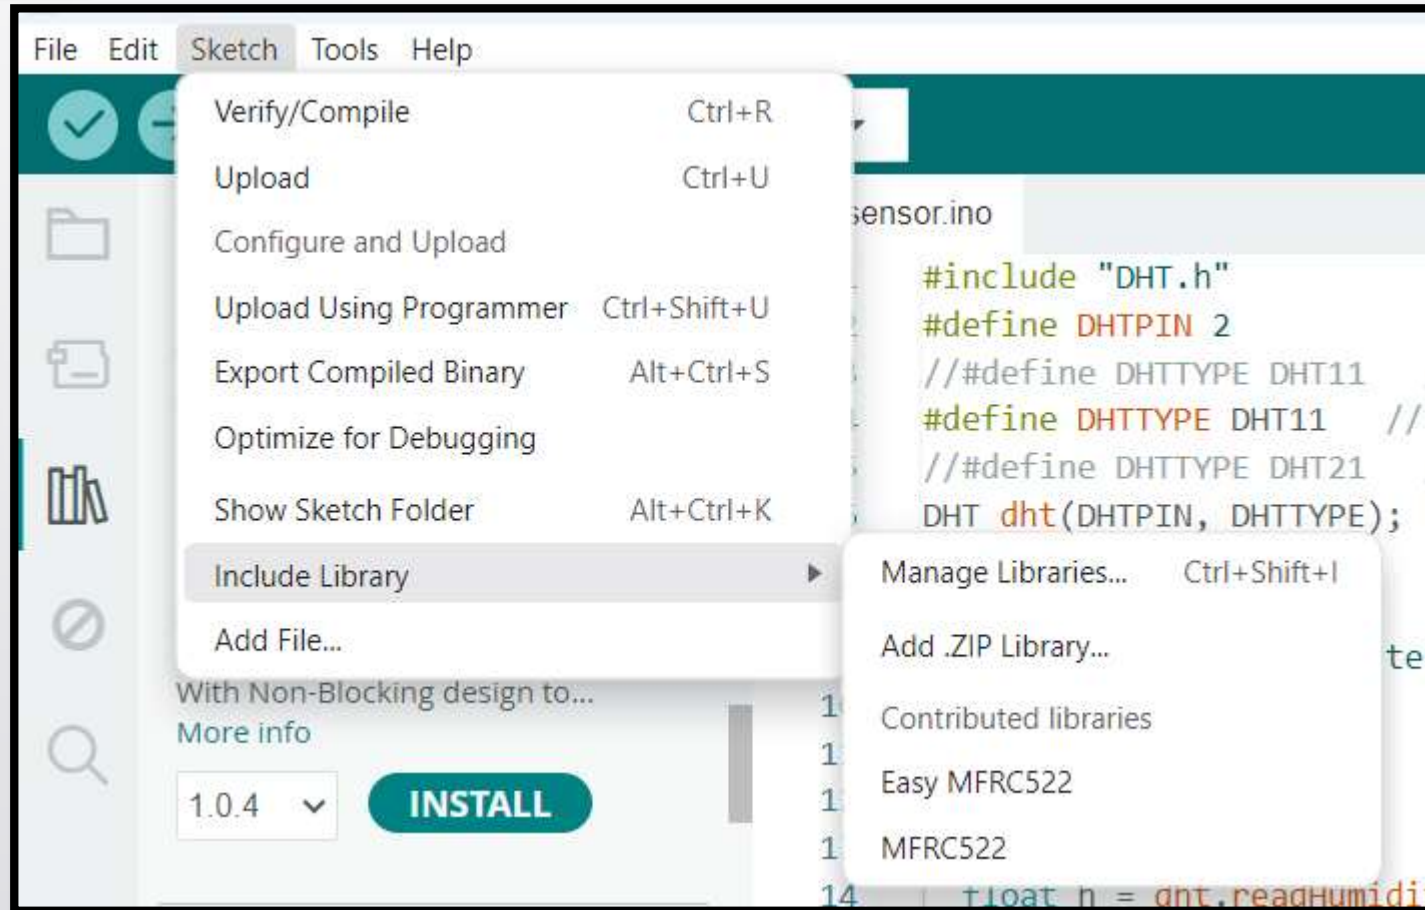 File Edit Sketch Tools Help
Verify/Compile Ctrl+R
Upload Ctrl+U
Configure and Upload
Upload Using Programmer Ctrl+Shift+U
Export Compiled Binary Alt+Ctrl+S
Optimize for Debugging
Show Sketch Folder Alt+Ctrl+K
Include Library
Add File...
With Non-Blocking design to...
More info
1.0.4 INSTALL
sensor.ino
#include "DHT.h"
#define DHTPIN 2
//#define DHTTYPE DHT11
#define DHTTYPE DHT11 //
//#define DHTTYPE DHT21
DHT dht(DHTPIN, DHTTYPE);
Manage Libraries... Ctrl+Shift+I
Add .ZIP Library...
te
Contributed libraries
Easy MFRC522
MFRC522
14 float h = dht.readHumidi